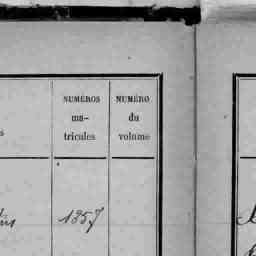 NUMÉROS
ma-
tricules
NUMÉRO
du
volume
1357